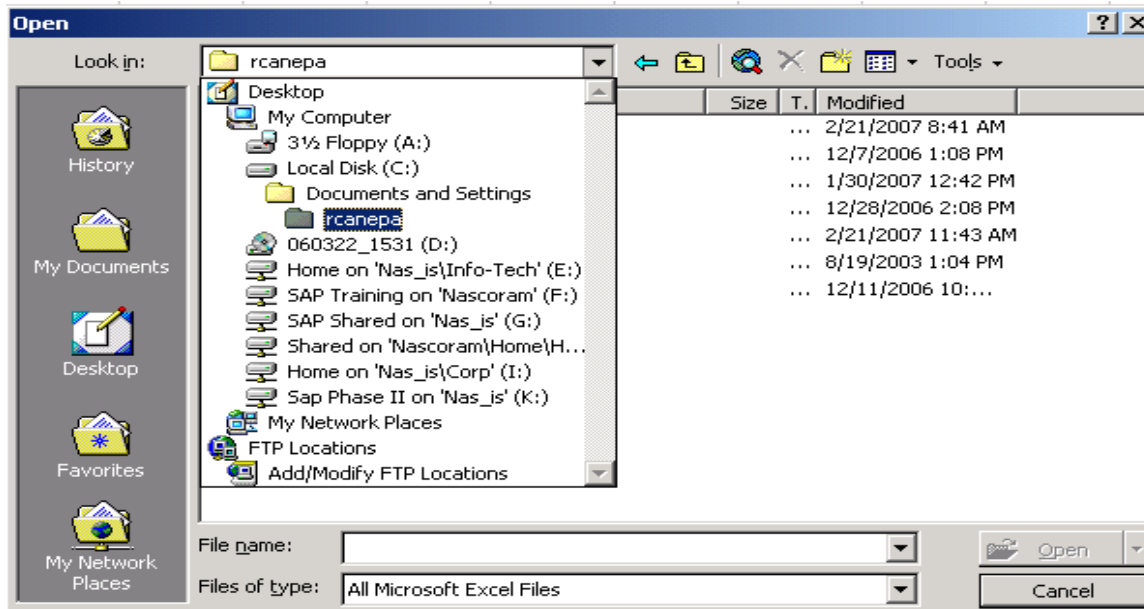 Open
Look in:
rcanepa
Tools
Desktop
My Computer
3½ Floppy (A:)
Local Disk (C:)
Documents and Settings
rcanepa
060322_1531 (D:)
Home on 'Nas_is\Info-Tech' (E:)
SAP Training on 'Nascoram' (F:)
SAP Shared on 'Nas_is' (G:)
Shared on 'Nascoram\Home\H...
Home on 'Nas_is\Corp' (I:)
Sap Phase II on 'Nas_is' (K:)
My Network Places
FTP Locations
Add/Modify FTP Locations
Size T. Modified
... 2/21/2007 8:41 AM
... 12/7/2006 1:08 PM
... 1/30/2007 12:42 PM
... 12/28/2006 2:08 PM
... 2/21/2007 11:43 AM
... 8/19/2003 1:04 PM
... 12/11/2006 10:...
History
My Documents
Desktop
Favorites
My Network
Places
File name:
Open
Files of type: All Microsoft Excel Files
Cancel